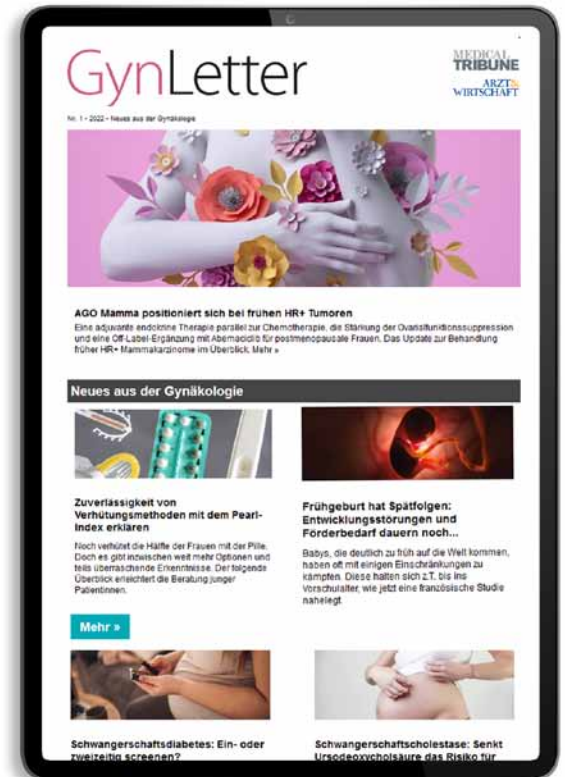 GynLetter
MEDICAL
TRIBUNE
ARZT&
WIRTSCHAFT
Nr. 1 - 2022 - Neues aus der Gynäkologie
AGO Mamma positioniert sich bei frühen HR+ Tumoren
Eine adjuvante endokrine Therapie parallel zur Chemotherapie, die Stärkung der Ovarialfunktionssuppression
und eine Off-Label-Ergänzung mit Abemaciclib für postmenopausale Frauen. Das Update zur Behandlung
früher HR+ Mammakarzinome im Überblick. Mehr »
Neues aus der Gynäkologie
Zuverlässigkeit von
Verhütungsmethoden mit dem Pearl-
Index erklären
Noch verhütet die Hälfte der Frauen mit der Pille.
Doch es gibt inzwischen weit mehr Optionen und
teils überraschende Erkenntnisse. Der folgende
Überblick erleichtert die Beratung junger
Patientinnen.
Mehr »
Frühgeburt hat Spätfolgen:
Entwicklungsstörungen und
Förderbedarf dauern noch...
Babys, die deutlich zu früh auf die Welt kommen,
haben oft mit einigen Einschränkungen zu
kämpfen. Diese halten sich z.T. bis ins
Vorschulalter, wie jetzt eine französische Studie
nahelegt.
Schwangerschaftsdiabetes: Ein- oder
zweizeitig screenen?
Schwangerschaftscholestase: Senkt
Ursodeoxycholsäure das Risiko für